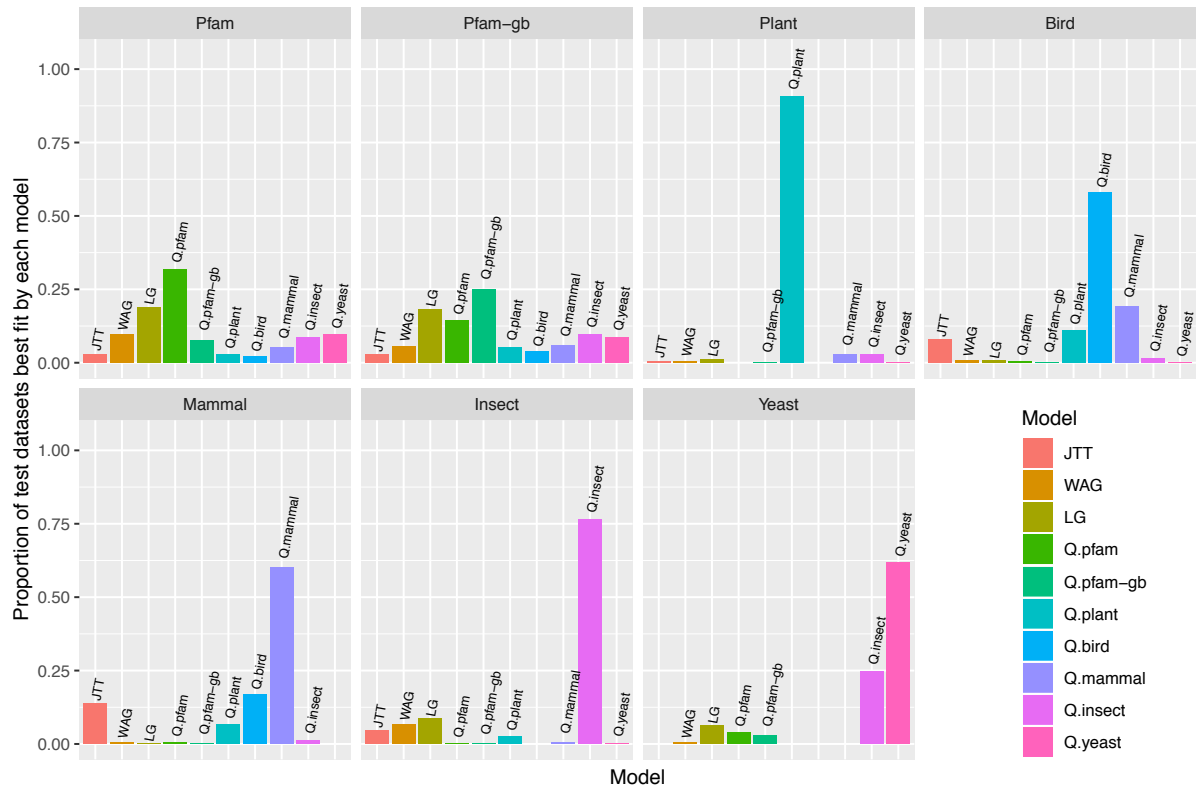 Proportion of test datasets best fit by each model
Pfam
Pfam−gb
Plant
Bird
1.00
0.75
0.50
0.25
0.00
JTT
WAG
LG
Q.pfam
Q.pfam−gb
Q.plant
Q.bird
Q.mammal
Q.insect
Q.yeast
JTT
WAG
LG
Q.pfam
Q.pfam−gb
Q.plant
Q.bird
Q.mammal
Q.insect
Q.yeast
JTT
WAG
LG
Q.pfam−gb
Q.plant
Q.mammal
Q.insect
Q.yeast
JTT
WAG
LG
Q.pfam
Q.pfam−gb
Q.plant
Q.bird
Q.mammal
Q.insect
Q.yeast
Mammal
Insect
Yeast
1.00
0.75
0.50
0.25
0.00
JTT
WAG
LG
Q.pfam
Q.pfam−gb
Q.plant
Q.bird
Q.mammal
Q.insect
JTT
WAG
LG
Q.pfam
Q.pfam−gb
Q.plant
Q.mammal
Q.insect
Q.yeast
WAG
LG
Q.pfam
Q.pfam−gb
Q.insect
Q.yeast
Model
Model
JTT
WAG
LG
Q.pfam
Q.pfam−gb
Q.plant
Q.bird
Q.mammal
Q.insect
Q.yeast